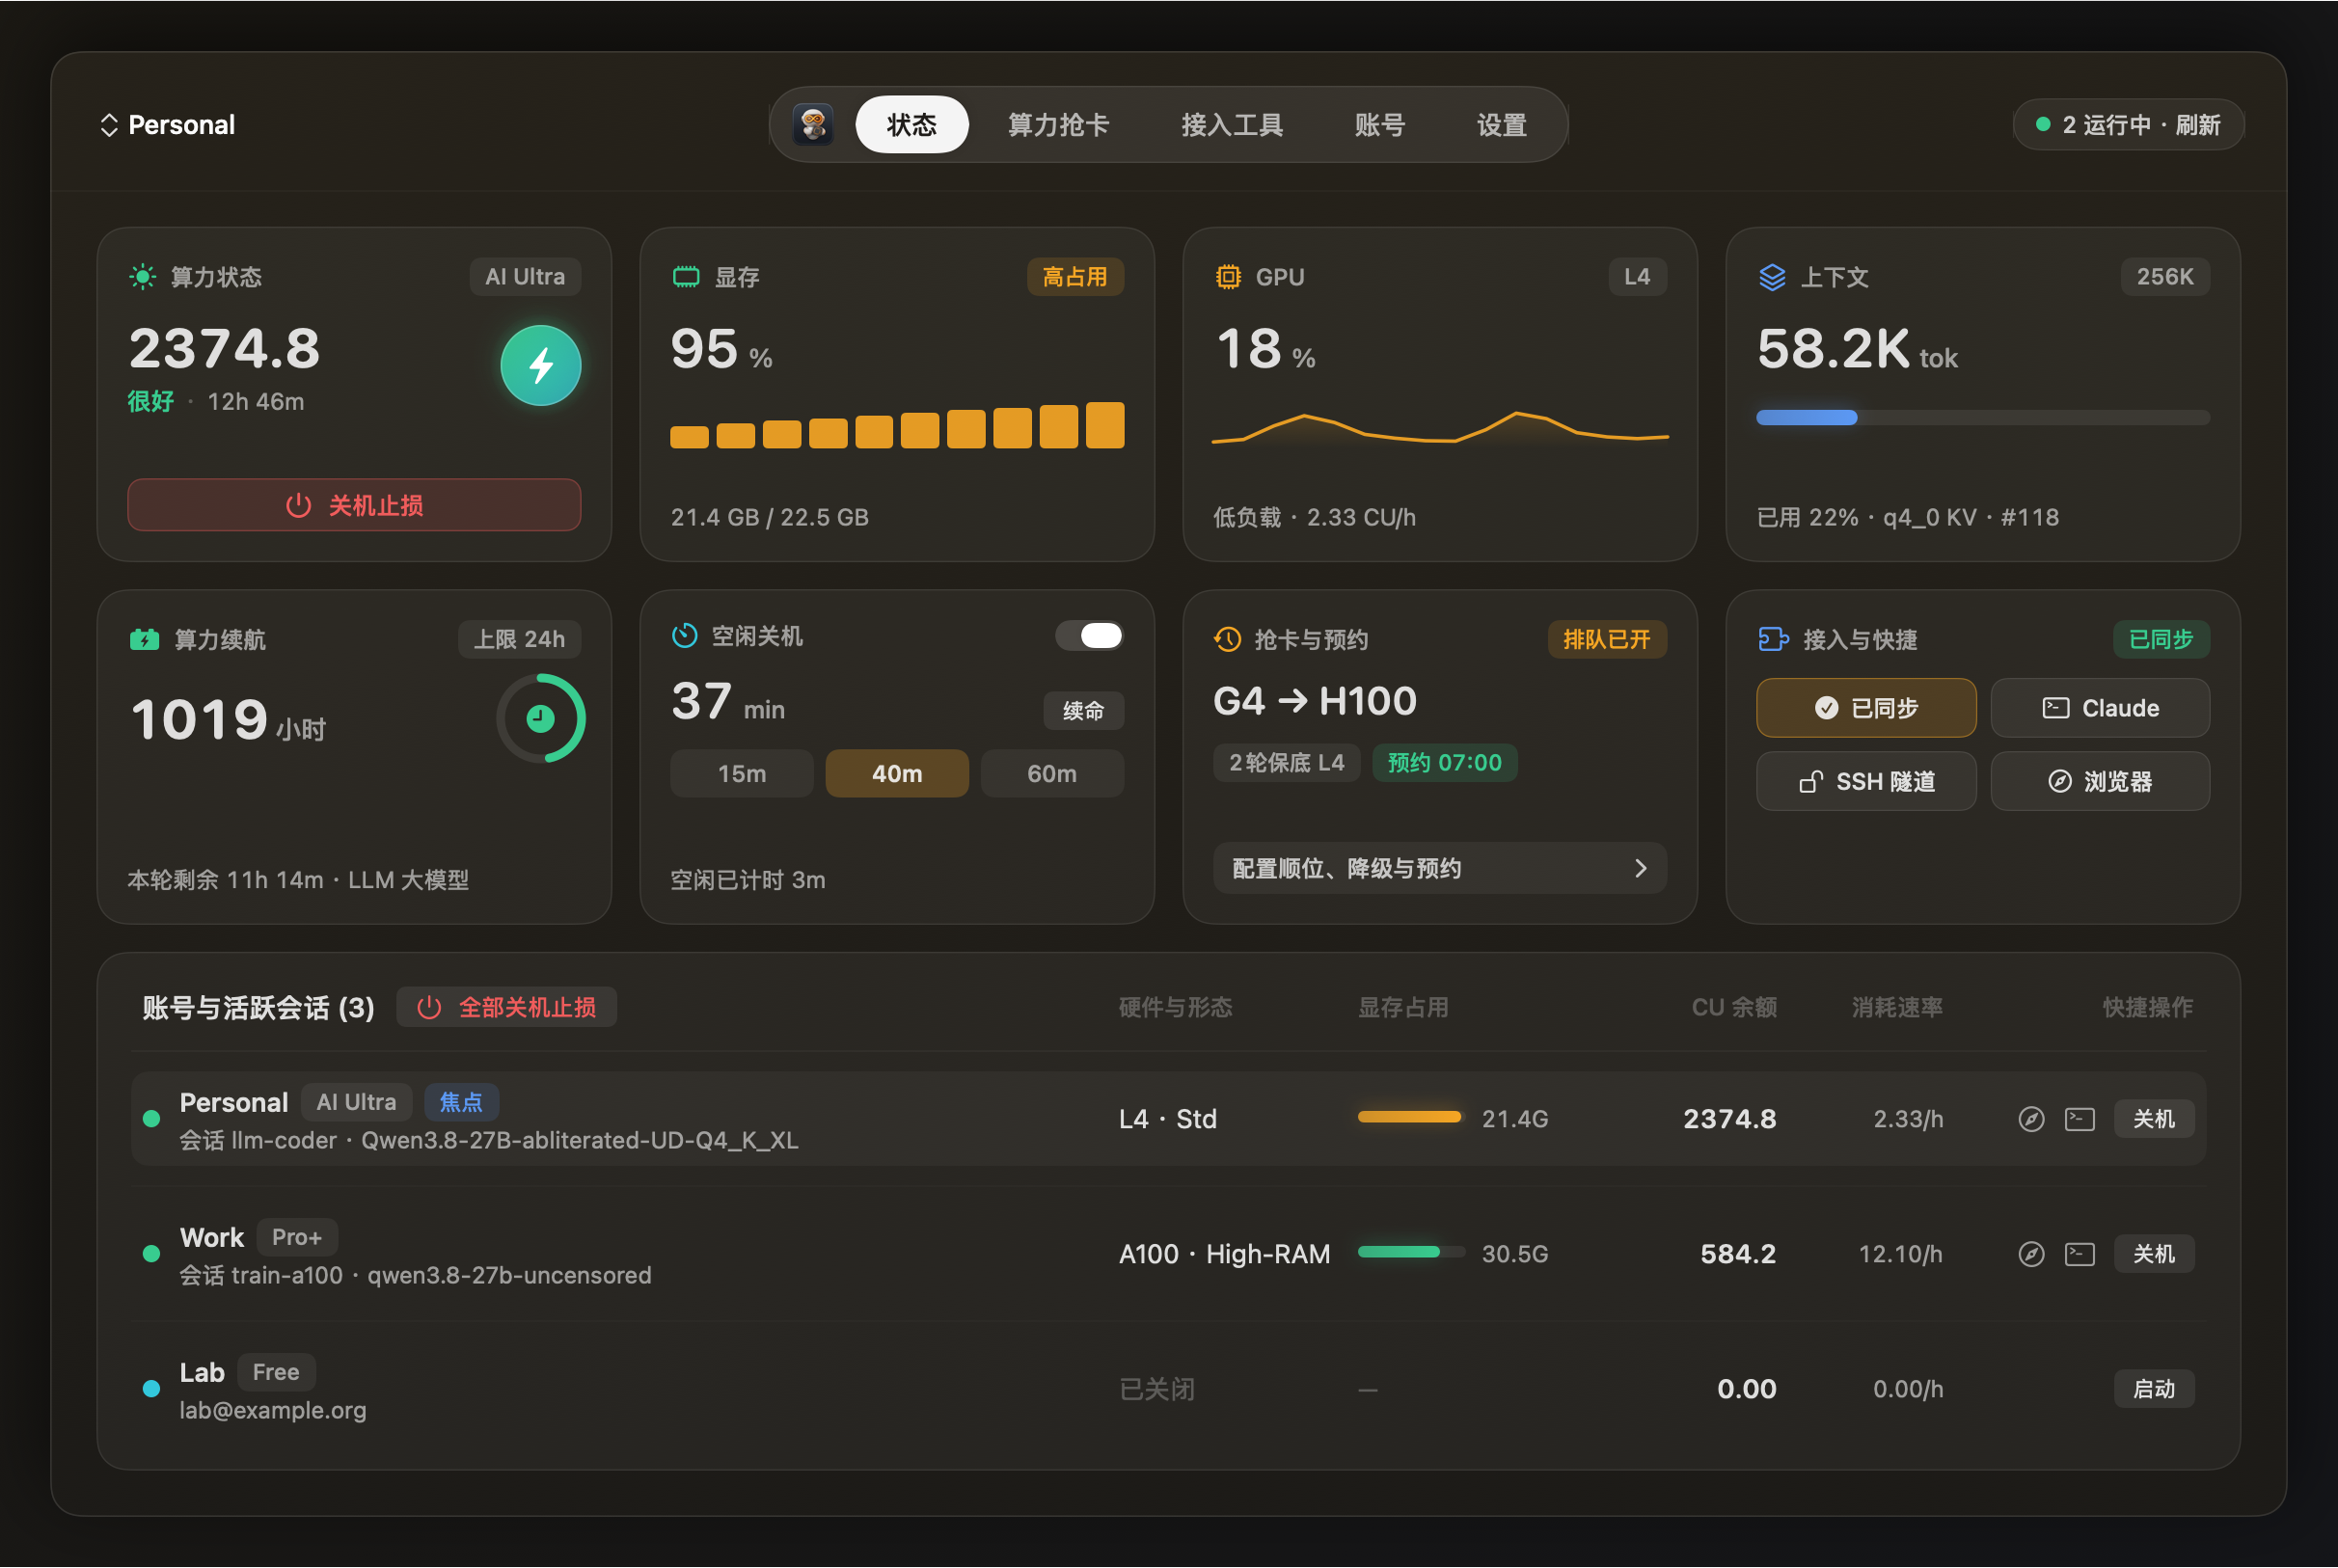 Personal
状态 算力抢卡 接入工具 账号 设置
2 运行中 · 刷新
算力状态 AI Ultra
2374.8
很好 · 12h 46m
关机止损
显存 高占用
95 %
21.4 GB / 22.5 GB
GPU L4
18 %
低负载 · 2.33 CU/h
上下文 256K
58.2K tok
已用 22% · q4_0 KV · #118
算力续航 上限 24h
1019 小时
本轮剩余 11h 14m · LLM 大模型
空闲关机
37 min 续命
15m 40m 60m
空闲已计时 3m
抢卡与预约 排队已开
G4 → H100
2轮保底 L4 预约 07:00
配置顺位、降级与预约
接入与快捷 已同步
已同步 Claude
SSH 隧道 浏览器
账号与活跃会话 (3) 全部关机止损 硬件与形态 显存占用 CU 余额 消耗速率 快捷操作
Personal AI Ultra 焦点
会话 llm-coder · Qwen3.8-27B-abliterated-UD-Q4_K_XL
L4 · Std 21.4G 2374.8 2.33/h 关机
Work Pro+
会话 train-a100 · qwen3.8-27b-uncensored
A100 · High-RAM 30.5G 584.2 12.10/h 关机
Lab Free
lab@example.org
已关闭 — 0.00 0.00/h 启动